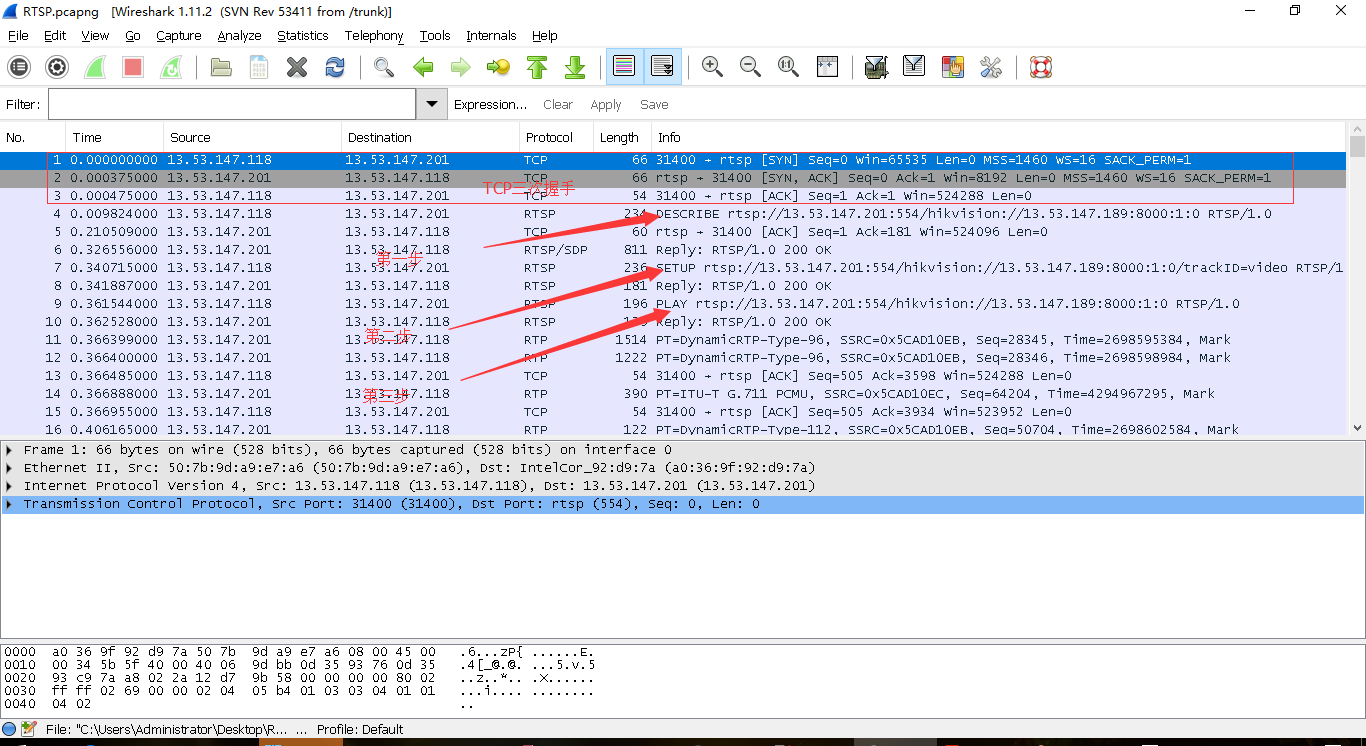 RTSP.pcapng [Wireshark 1.11.2 (SVN Rev 53411 from /trunk)]
File Edit View Go Capture Analyze Statistics Telephony Tools Internals Help
Filter: Expression... Clear Apply Save
No. Time Source Destination Protocol Length Info
1 0.000000000 13.53.147.118 13.53.147.201 TCP 66 31400 → rtsp [SYN] Seq=0 Win=65535 Len=0 MSS=1460 WS=16 SACK_PERM=1
2 0.000375000 13.53.147.201 13.53.147.118 TCP 66 rtsp → 31400 [SYN, ACK] Seq=0 Ack=1 Win=8192 Len=0 MSS=1460 WS=16 SACK_PERM=1
TCP三次握手
3 0.000475000 13.53.147.118 13.53.147.201 TCP 54 31400 → rtsp [ACK] Seq=1 Ack=1 Win=524288 Len=0
4 0.009824000 13.53.147.118 13.53.147.201 RTSP 234 DESCRIBE rtsp://13.53.147.201:554/hikvision://13.53.147.189:8000:1:0 RTSP/1.0
5 0.210509000 13.53.147.201 13.53.147.118 TCP 60 rtsp → 31400 [ACK] Seq=1 Ack=181 Win=524096 Len=0
6 0.326556000 13.53.147.201 13.53.147.118 RTSP/SDP 811 Reply: RTSP/1.0 200 OK
第一步
7 0.340715000 13.53.147.118 13.53.147.201 RTSP 236 SETUP rtsp://13.53.147.201:554/hikvision://13.53.147.189:8000:1:0/trackID=video RTSP/1
8 0.341887000 13.53.147.201 13.53.147.118 RTSP 181 Reply: RTSP/1.0 200 OK
9 0.361544000 13.53.147.118 13.53.147.201 RTSP 196 PLAY rtsp://13.53.147.201:554/hikvision://13.53.147.189:8000:1:0 RTSP/1.0
10 0.362528000 13.53.147.201 13.53.147.118 RTSP Reply: RTSP/1.0 200 OK
第二步
11 0.366399000 13.53.147.201 13.53.147.118 RTP 1514 PT=DynamicRTP-Type-96, SSRC=0x5CAD10EB, Seq=28345, Time=2698595384, Mark
12 0.366400000 13.53.147.201 13.53.147.118 RTP 1222 PT=DynamicRTP-Type-96, SSRC=0x5CAD10EB, Seq=28346, Time=2698598984, Mark
13 0.366485000 13.53.147.118 13.53.147.201 TCP 54 31400 → rtsp [ACK] Seq=505 Ack=3598 Win=524288 Len=0
14 0.366888000 13.53.147.201 13.53.147.118 RTP 390 PT=ITU-T G.711 PCMU, SSRC=0x5CAD10EC, Seq=64204, Time=4294967295, Mark
第三步
15 0.366955000 13.53.147.118 13.53.147.201 TCP 54 31400 → rtsp [ACK] Seq=505 Ack=3934 Win=523952 Len=0
16 0.406165000 13.53.147.201 13.53.147.118 RTP 122 PT=DynamicRTP-Type-112, SSRC=0x5CAD10EB, Seq=50704, Time=2698602584, Mark
Frame 1: 66 bytes on wire (528 bits), 66 bytes captured (528 bits) on interface 0
Ethernet II, Src: 50:7b:9d:a9:e7:a6 (50:7b:9d:a9:e7:a6), Dst: IntelCor_92:d9:7a (a0:36:9f:92:d9:7a)
Internet Protocol Version 4, Src: 13.53.147.118 (13.53.147.118), Dst: 13.53.147.201 (13.53.147.201)
Transmission Control Protocol, Src Port: 31400 (31400), Dst Port: rtsp (554), Seq: 0, Len: 0
0000 a0 36 9f 92 d9 7a 50 7b 9d a9 e7 a6 08 00 45 00 .6...zP{ ......E.
0010 00 34 5b 5f 40 00 40 06 9d bb 0d 35 93 76 0d 35 .4[_@.@. ...5.v.5
0020 93 c9 7a a8 02 2a 12 d7 9b 58 00 00 00 00 80 02 ..z..*.. .X......
0030 ff ff 02 69 00 00 02 04 05 b4 01 03 03 04 01 01 ...i.... ........
0040 04 02 ..
File: "C:\Users\Administrator\Desktop\R... ... Profile: Default